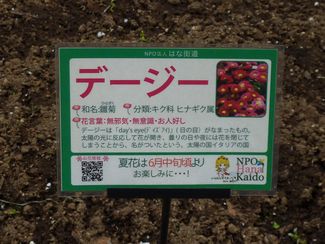 NPO法人 はな街道
デージー
和名:雛菊 分類:キク科 ヒナギク属
花言葉:無邪気・無意識・お人好し
デージーは「day's eye(ﾃﾞｲｽﾞｱｲ)」(日の目)がなまったもの。
太陽の光に反応して花が開き、曇りの日や夜には花を閉じて
しまうことから、名がついたという。太陽の国イタリアの国
夏花は6月中旬頃より
お楽しみに・・・!
NPO
Hana
Kaido